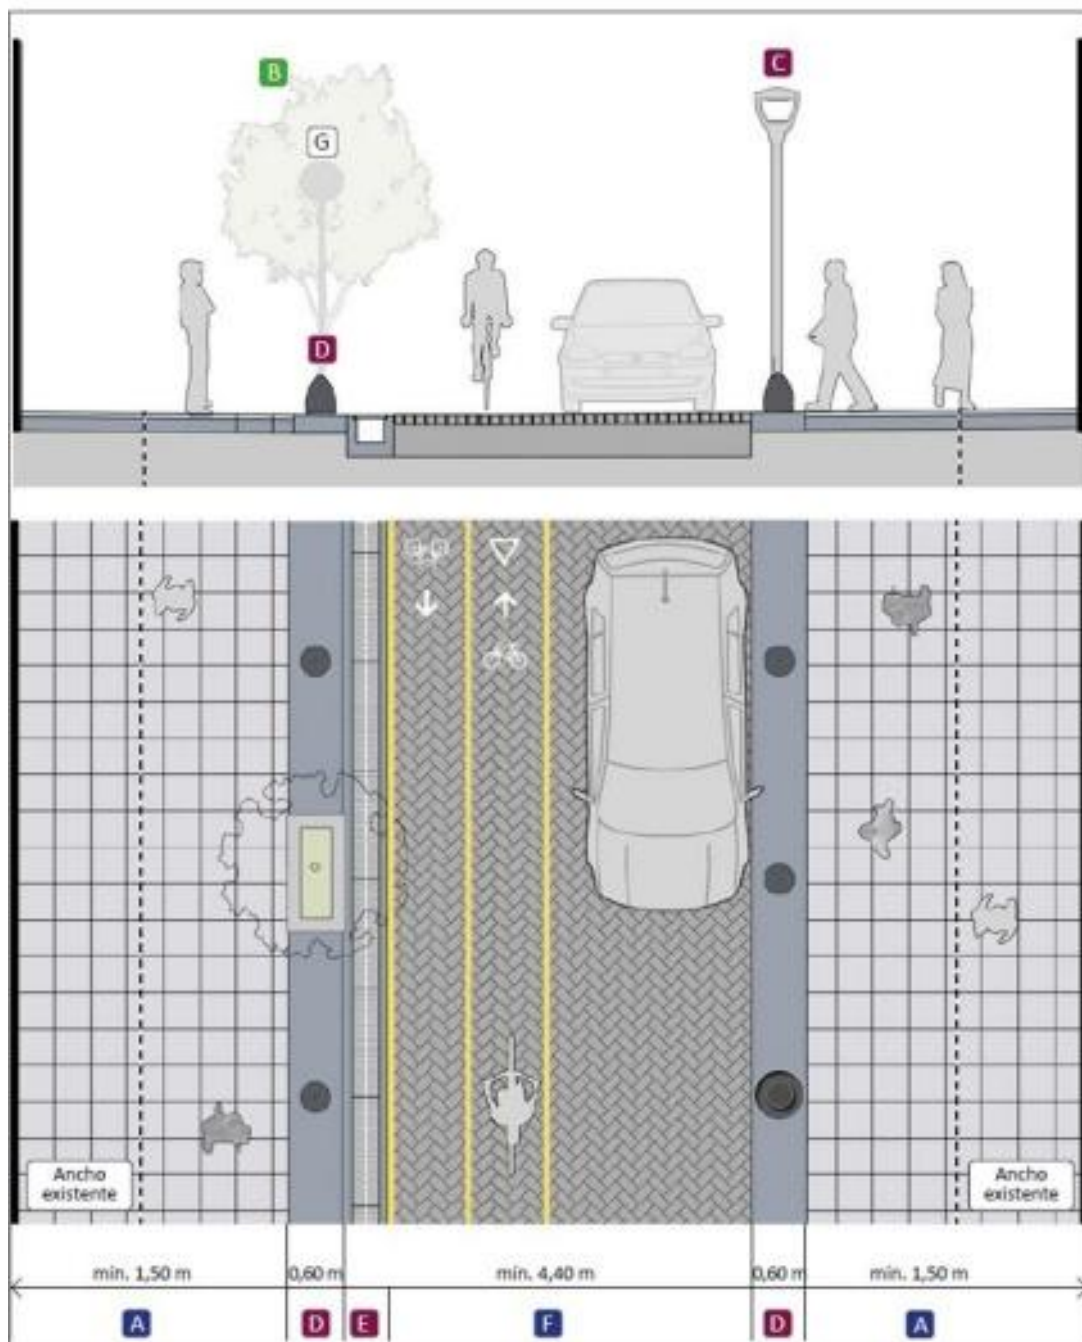 B
C
G
D
Ancho
existente
Ancho
existente
min. 1,50 m
0,60 m
min. 4,40 m
0,60 m
min. 1,50 m
A
D
E
F
D
A